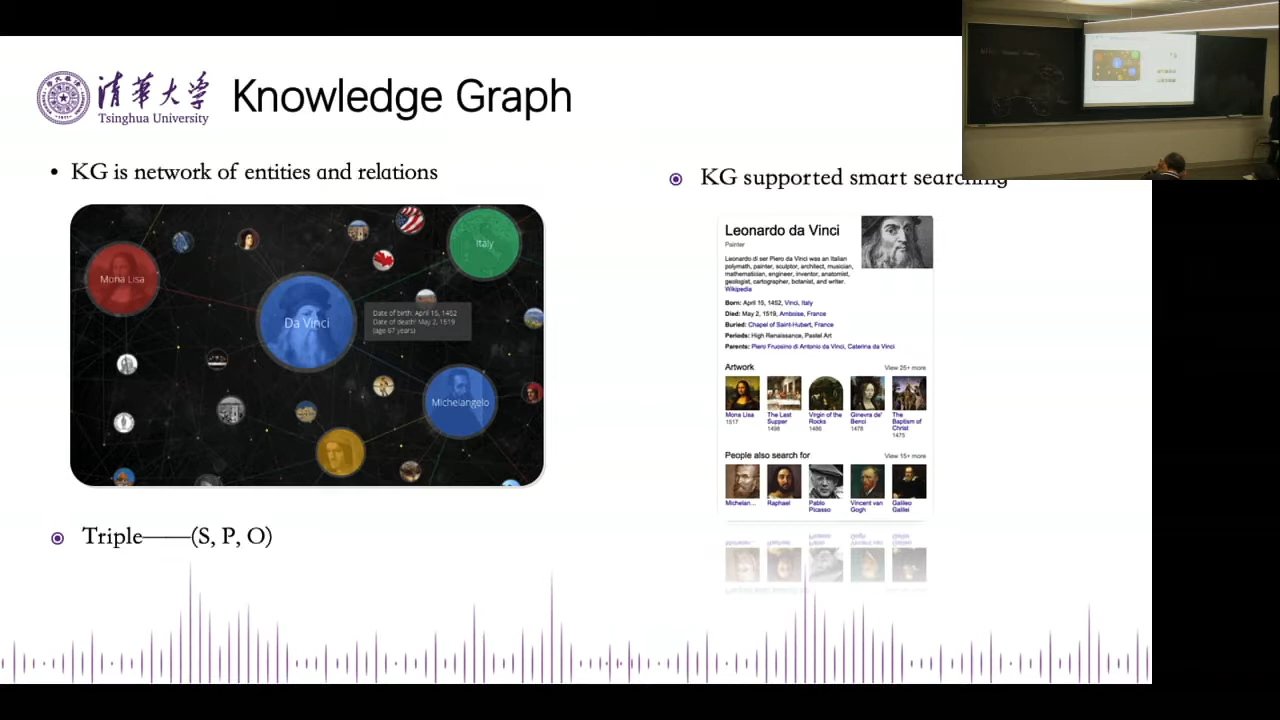 清華大学
Tsinghua University
Knowledge Graph
• KG is network of entities and relations
Mona Lisa
Italy
Da Vinci
Date of birth: April 15, 1452
Date of death: May 2, 1519
(age 67 years)
Michelangelo
Triple——(S, P, O)
KG supported smart searching
Leonardo da Vinci
Painter
Leonardo di ser Piero da Vinci was an Italian
polymath, painter, sculptor, architect, musician,
mathematician, engineer, inventor, anatomist,
geologist, cartographer, botanist, and writer.
Wikipedia
Born: April 15, 1452, Vinci, Italy
Died: May 2, 1519, Amboise, France
Buried: Chapel of Saint-Hubert, France
Periods: High Renaissance, Pastel Art
Parents: Piero Fruosino di Antonio da Vinci, Caterina da Vinci
Artwork View 25+ more
Mona Lisa 1517
The Last Supper 1498
Virgin of the Rocks 1486
Ginevra de' Benci 1478
The Baptism of Christ 1475
People also search for View 15+ more
Michelan...
Raphael
Pablo Picasso
Vincent van Gogh
Galileo Galilei